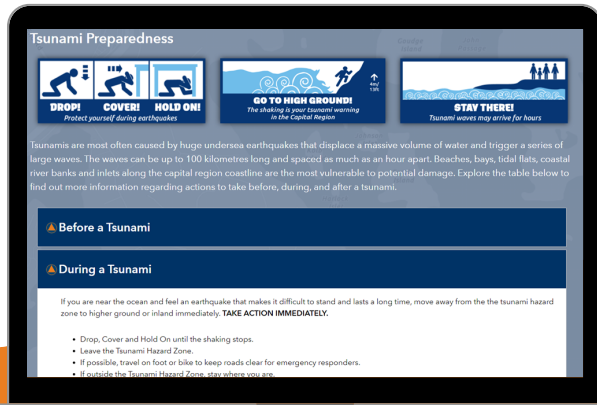 Tsunami Preparedness
DROP! COVER! HOLD ON!
Protect yourself during earthquakes
GO TO HIGH GROUND!
The shaking is your tsunami warning
in the Capital Region
4m/
13ft
STAY THERE!
Tsunami waves may arrive for hours
Tsunamis are most often caused by huge undersea earthquakes that displace a massive volume of water and trigger a series of
large waves. The waves can be up to 100 kilometres long and spaced as much as an hour apart. Beaches, bays, tidal flats, coastal
river banks and inlets along the capital region coastline are the most vulnerable to potential damage. Explore the table below to
find out more information regarding actions to take before, during, and after a tsunami.
Before a Tsunami
During a Tsunami
If you are near the ocean and feel an earthquake that makes it difficult to stand and lasts a long time, move away from the the tsunami hazard
zone to higher ground or inland immediately. TAKE ACTION IMMEDIATELY.
• Drop, Cover and Hold On until the shaking stops.
• Leave the Tsunami Hazard Zone.
• If possible, travel on foot or bike to keep roads clear for emergency responders.
• If outside the Tsunami Hazard Zone, stay where you are.